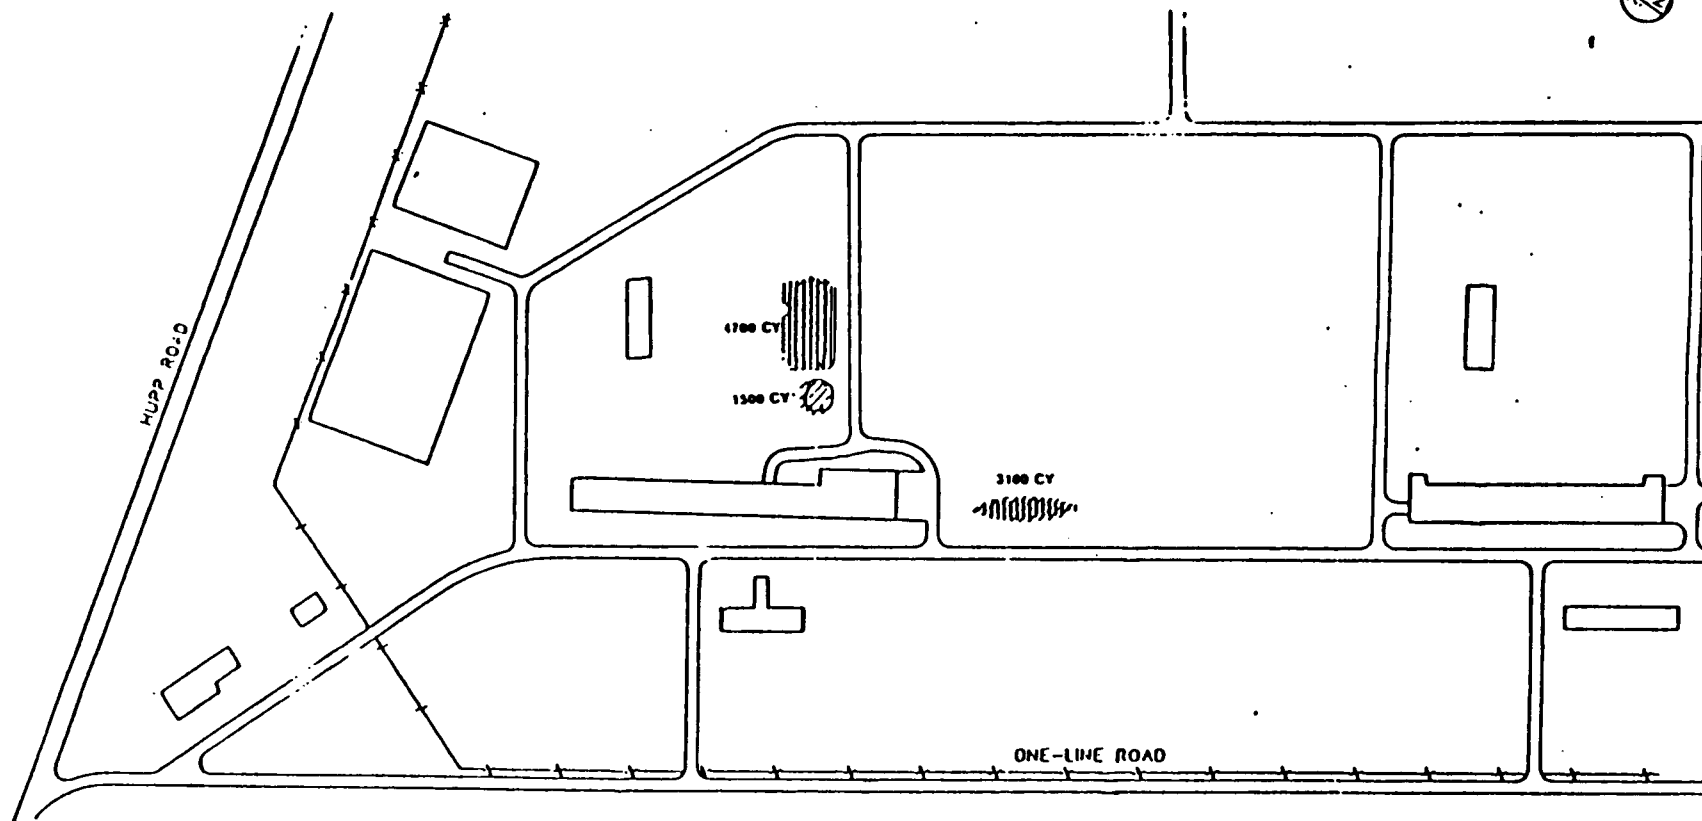 HUPP ROAD
4700 CY
1500 CY
3100 CY
ONE-LINE ROAD